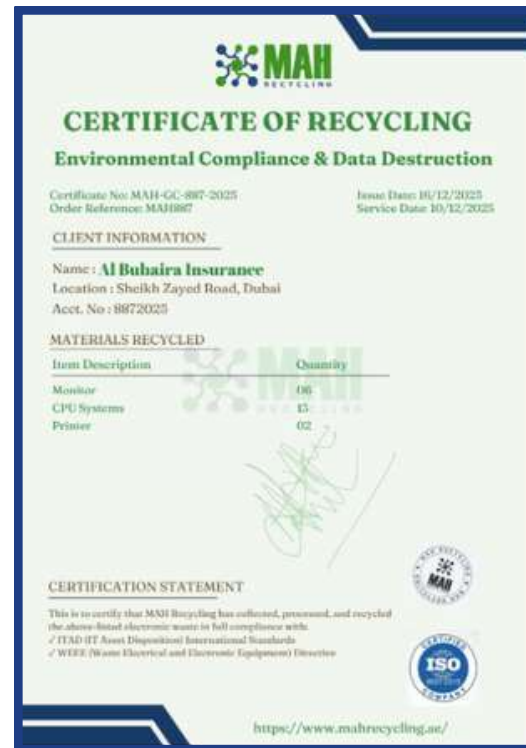 MAH
RECYCLING
CERTIFICATE OF RECYCLING
Environmental Compliance & Data Destruction
Certificate No: MAH-GC-887-2025
Issue Date: 16/12/2025
Order Reference: MAH887
Service Date: 10/12/2025
CLIENT INFORMATION
Name : Al Buhaira Insurance
Location : Sheikh Zayed Road, Dubai
Acct. No : 8872025
MATERIALS RECYCLED
Item Description Quantity
Monitor 06
CPU Systems 15
Printer 02
MAH
RECYCLING
CERTIFICATION STATEMENT
This is to certify that MAH Recycling has collected, processed, and recycled
the above-listed electronic waste in full compliance with:
✓ ITAD (IT Asset Disposition) International Standards
✓ WEEE (Waste Electrical and Electronic Equipment) Directive
MAH
CERTIFIED
ISO
COMPANY
https://www.mahrecycling.ae/